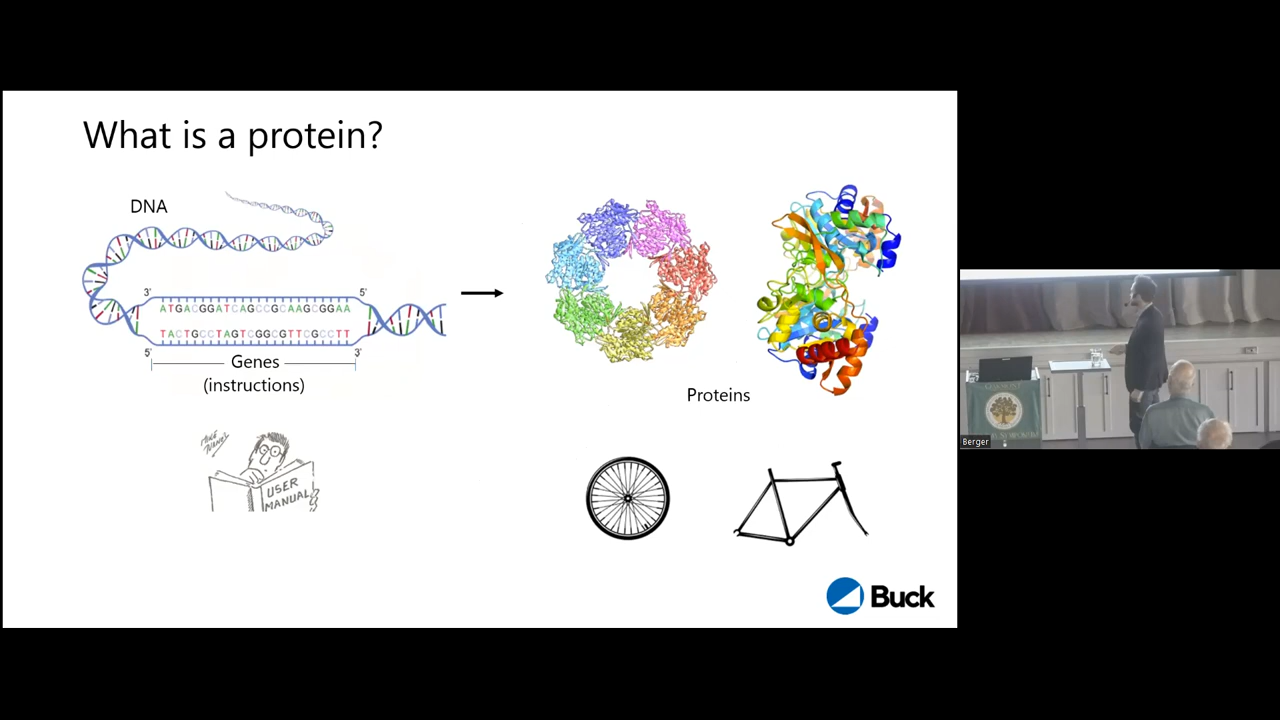 What is a protein?
DNA
3'
5'
ATGACGGATCAGCCGCAAGCGGAA
TACTGCCTAGTCGGCGTTCGCCTT
5'
3'
Genes
(instructions)
Proteins
USER
MANUAL
Buck
Berger